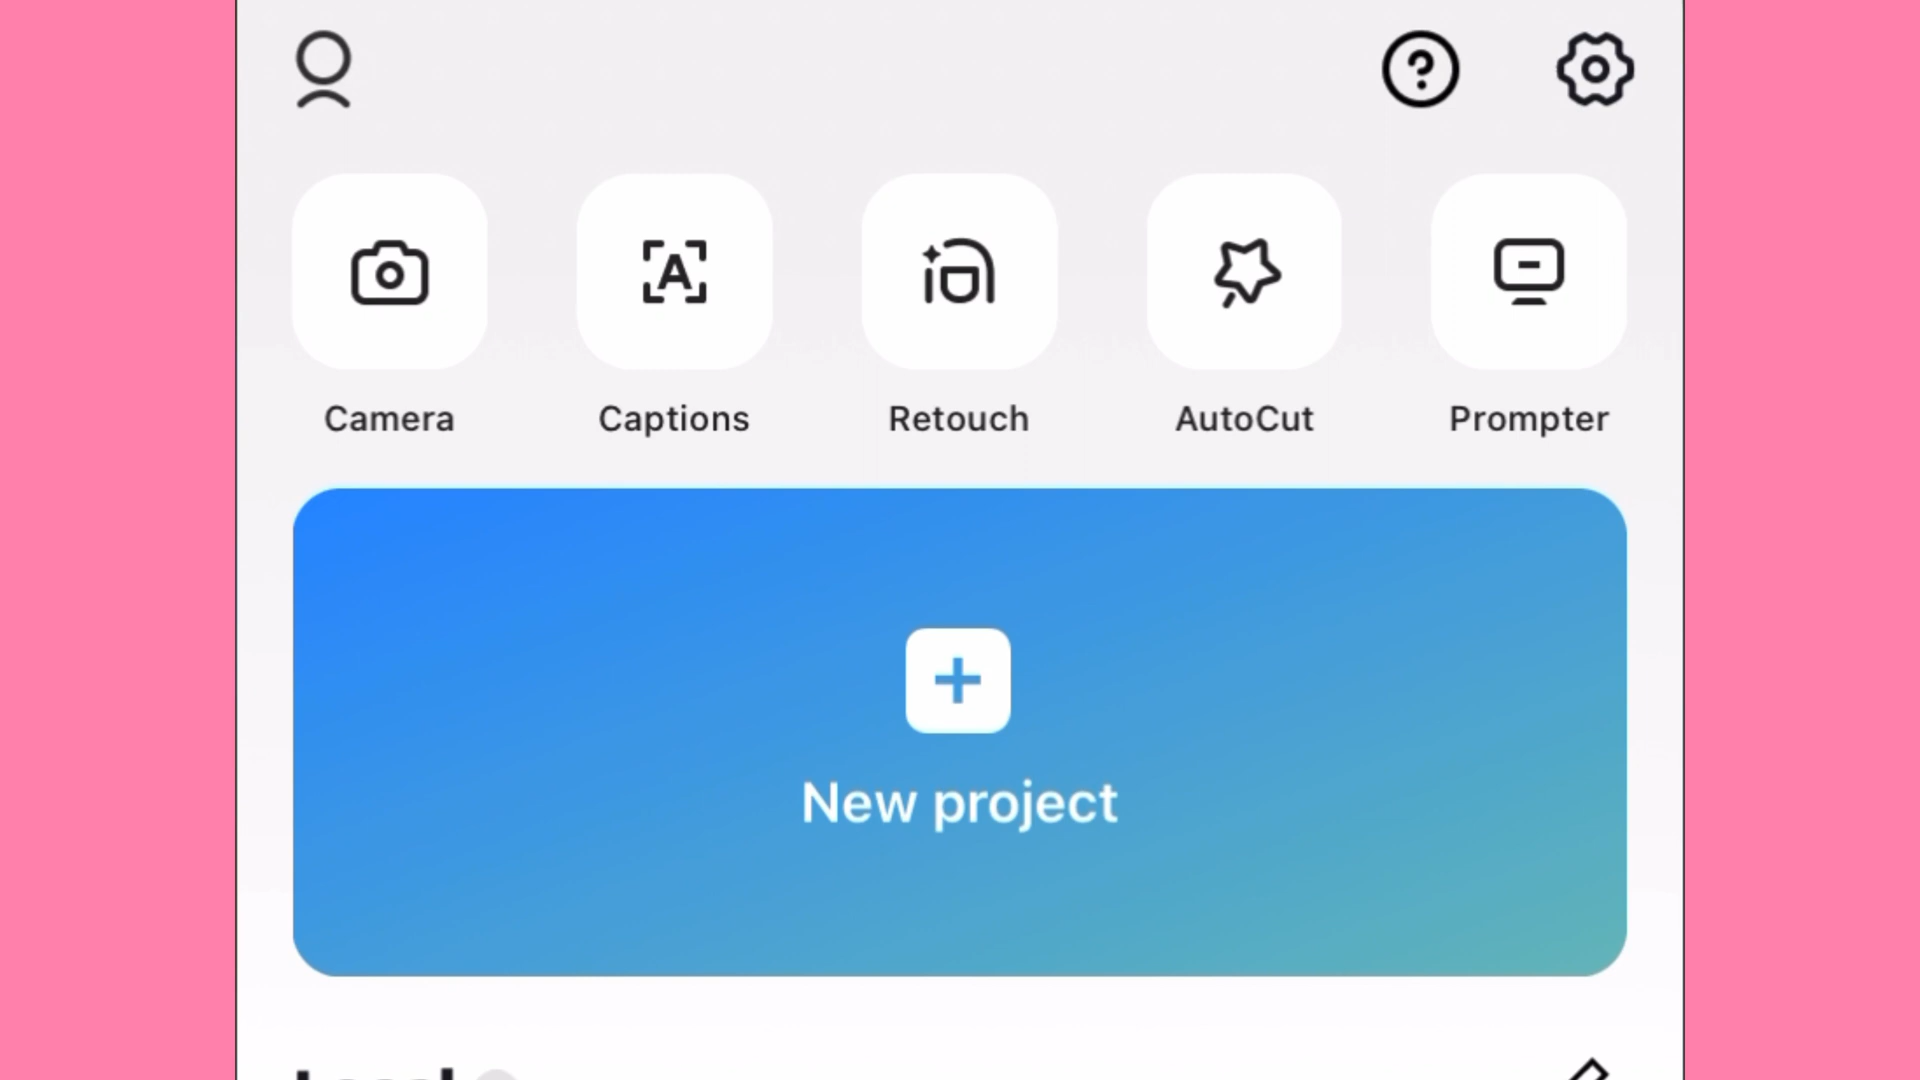 Camera
Captions
Retouch
AutoCut
Prompter
New project